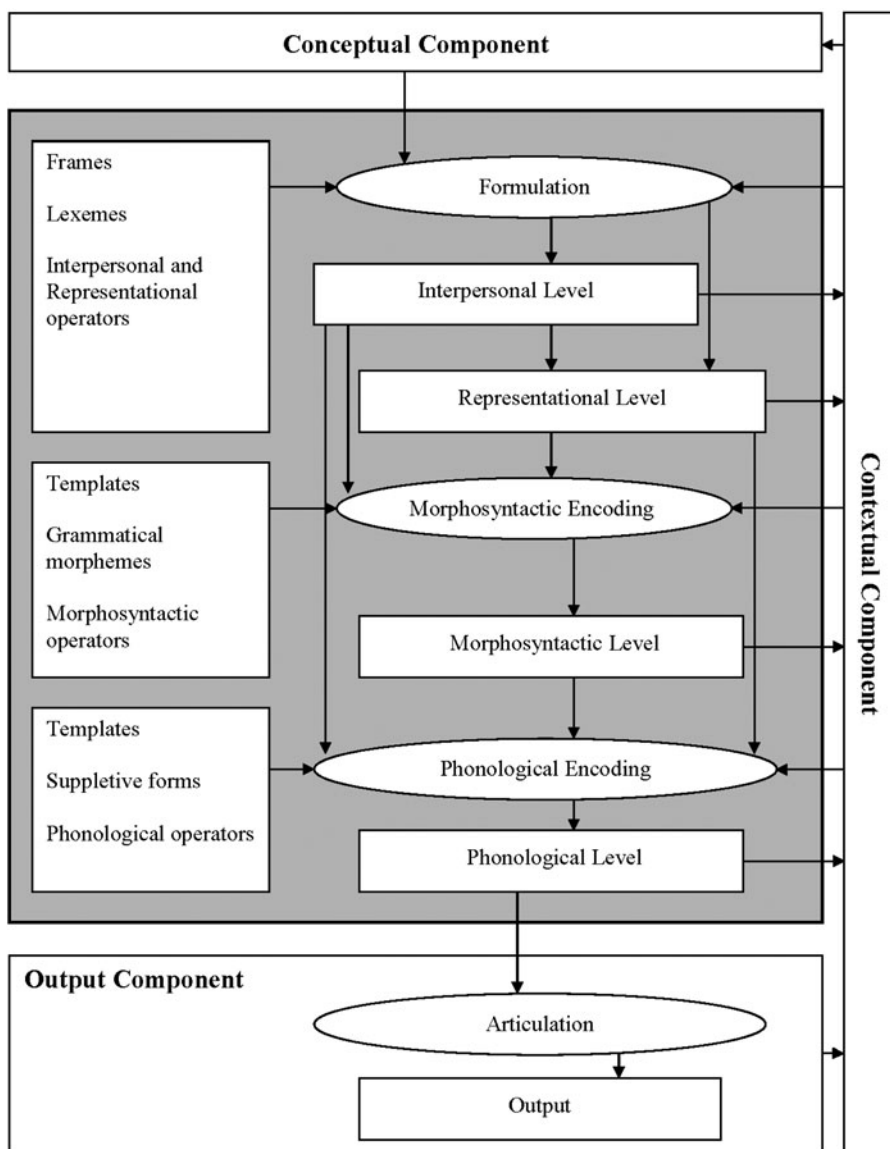 Conceptual Component
Frames
Lexemes
Interpersonal and
Representational
operators
Formulation
Interpersonal Level
Representational Level
Templates
Grammatical
morphemes
Morphosyntactic
operators
Morphosyntactic Encoding
Morphosyntactic Level
Templates
Suppletive forms
Phonological operators
Phonological Encoding
Phonological Level
Output Component
Articulation
Output
Contextual Component